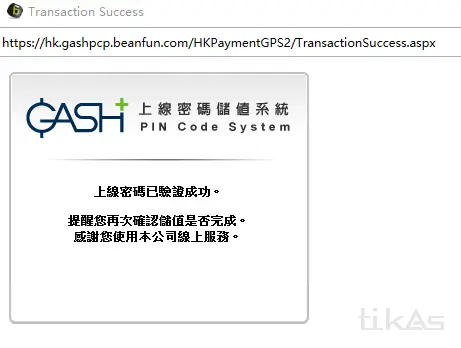 Transaction Success
https://hk.gashpcp.beanfun.com/HKPaymentGPS2/TransactionSuccess.aspx
GASH+ 上線密碼儲值系統
PIN Code System
上線密碼已驗證成功。
提醒您再次確認儲值是否完成。
感謝您使用本公司線上服務。
tikAs